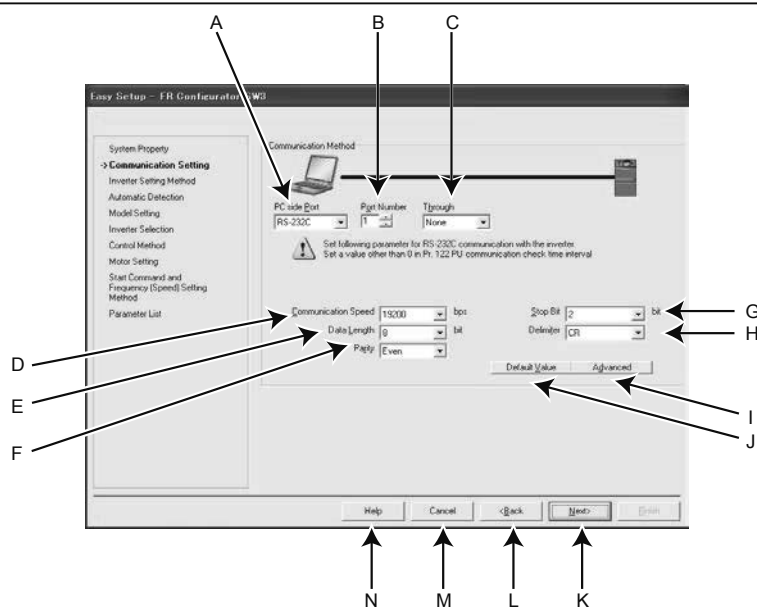 A B C
Easy Setup - FR Configurator SW3
System Property
-> Communication Setting
Inverter Setting Method
Automatic Detection
Model Setting
Inverter Selection
Control Method
Motor Setting
Start Command and
Frequency (Speed) Setting
Method
Parameter List
Communication Method
PC side Port Port Number Through
RS-232C 1 None
Set following parameter for RS-232C communication with the inverter.
Set a value other than 0 in Pr. 122 PU communication check time interval
Communication Speed 19200 bps Stop Bit 2 bit
Data Length 8 bit Delimiter CR
Parity Even
Default Value Advanced
D
E
F
G
H
I
J
Help Cancel <Back Next> Finish
N M L K